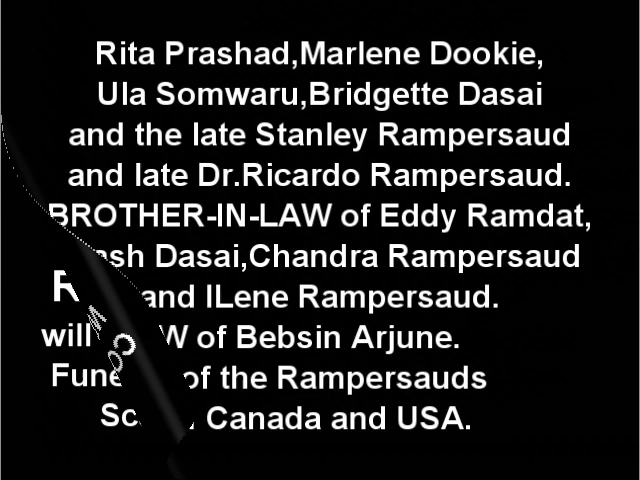 Rita Prashad,Marlene Dookie,
Ula Somwaru,Bridgette Dasai
and the late Stanley Rampersaud
and late Dr.Ricardo Rampersaud.
BROTHER-IN-LAW of Eddy Ramdat,
Dasai,Chandra Rampersaud
and ILene Rampersaud.
will of Bebsin Arjune.
of the Rampersauds
Canada and USA.